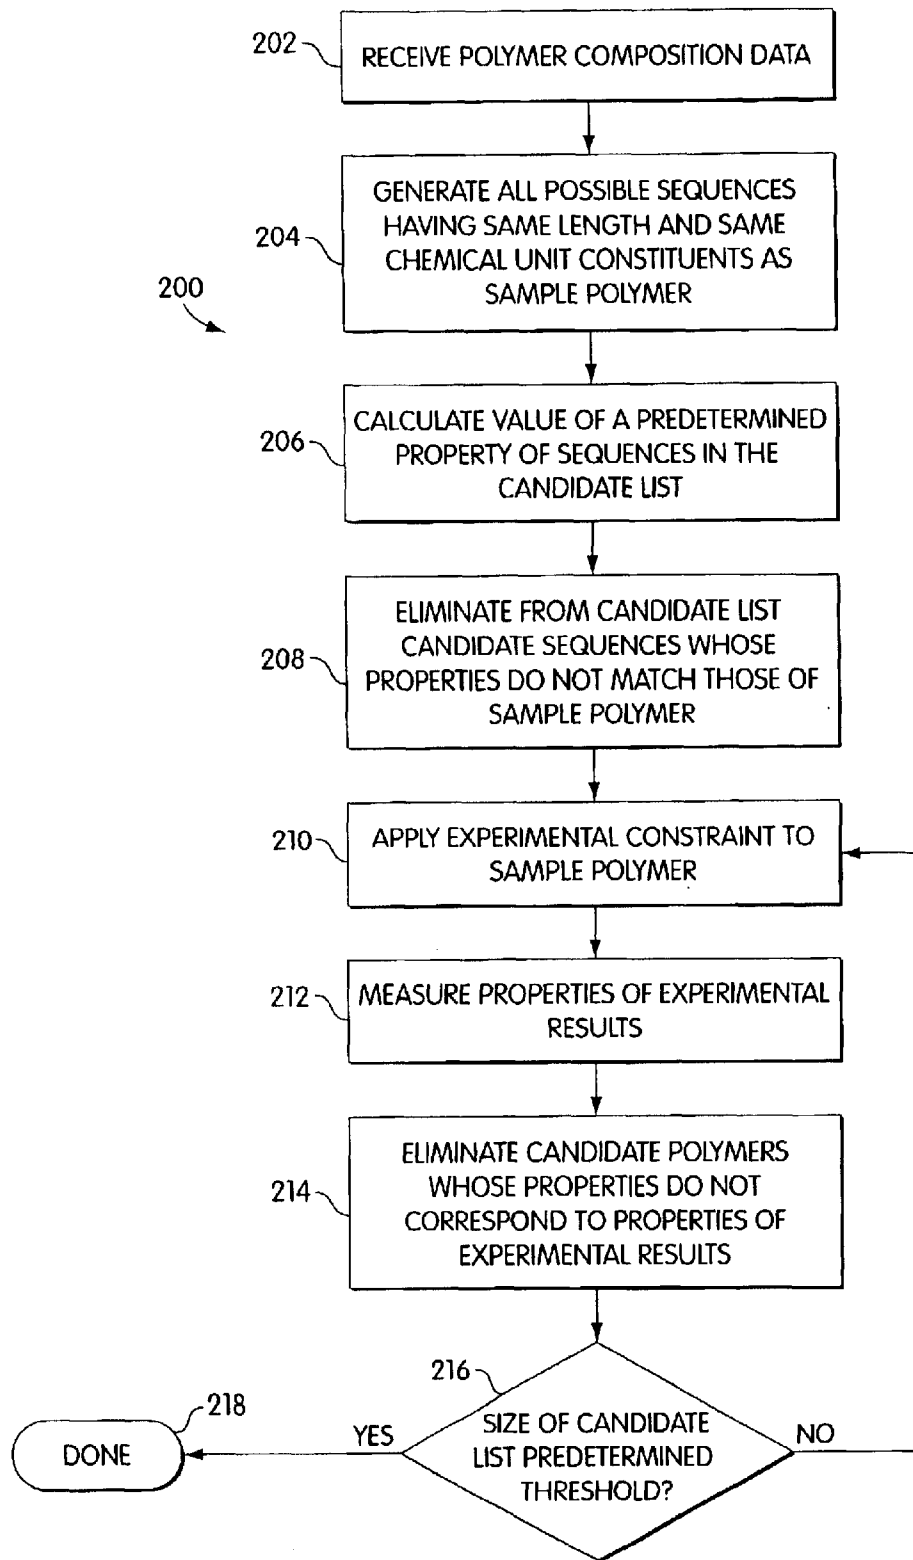 202
RECEIVE POLYMER COMPOSITION DATA
204
GENERATE ALL POSSIBLE SEQUENCES
HAVING SAME LENGTH AND SAME
CHEMICAL UNIT CONSTITUENTS AS
SAMPLE POLYMER
200
206
CALCULATE VALUE OF A PREDETERMINED
PROPERTY OF SEQUENCES IN THE
CANDIDATE LIST
208
ELIMINATE FROM CANDIDATE LIST
CANDIDATE SEQUENCES WHOSE
PROPERTIES DO NOT MATCH THOSE OF
SAMPLE POLYMER
210
APPLY EXPERIMENTAL CONSTRAINT TO
SAMPLE POLYMER
212
MEASURE PROPERTIES OF EXPERIMENTAL
RESULTS
214
ELIMINATE CANDIDATE POLYMERS
WHOSE PROPERTIES DO NOT
CORRESPOND TO PROPERTIES OF
EXPERIMENTAL RESULTS
216
SIZE OF CANDIDATE
LIST PREDETERMINED
THRESHOLD?
YES
NO
218
DONE